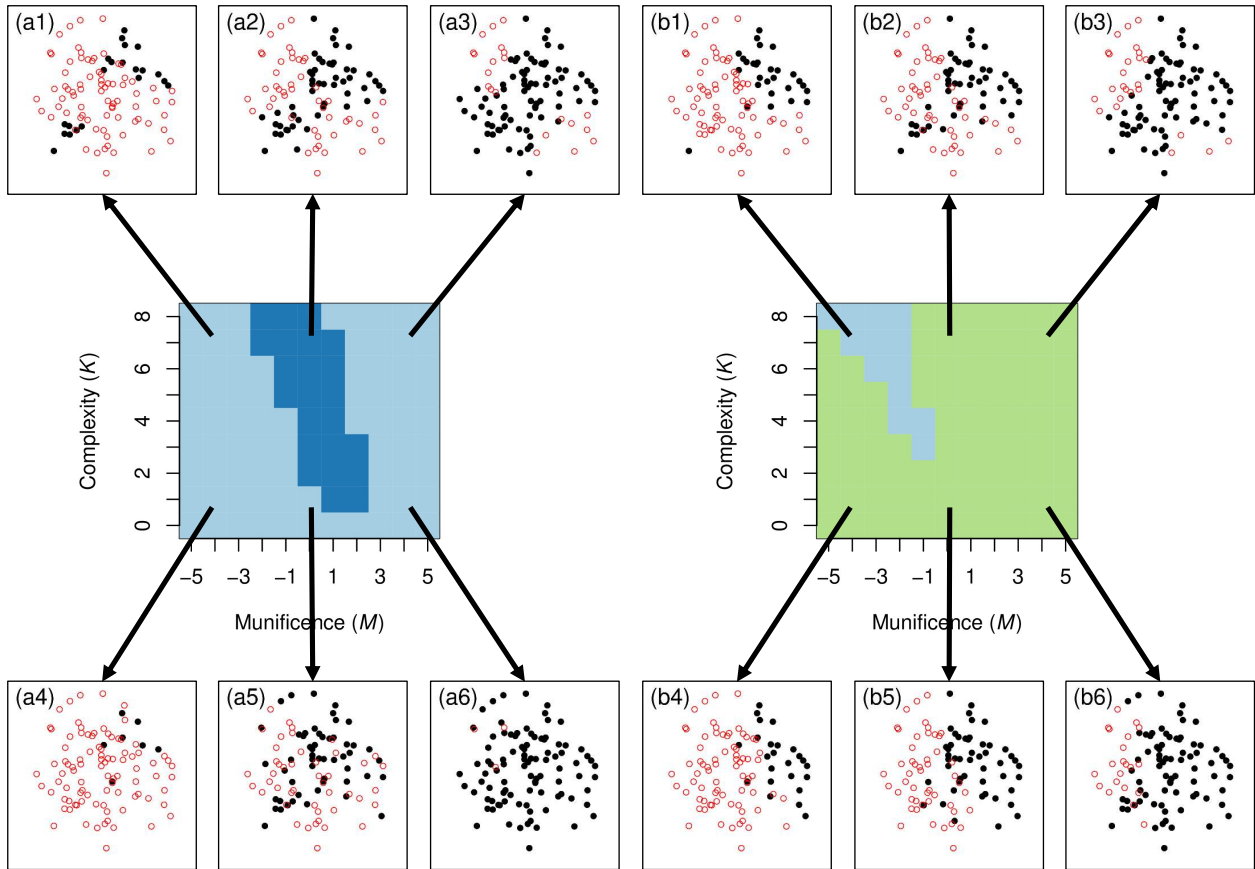 (a1) (a2) (a3) (b1) (b2) (b3)
Complexity (K)
8
6
4
2
0
−5 −3 −1 1 3 5
Munificence (M)
Complexity (K)
8
6
4
2
0
−5 −3 −1 1 3 5
Munificence (M)
(a4) (a5) (a6) (b4) (b5) (b6)